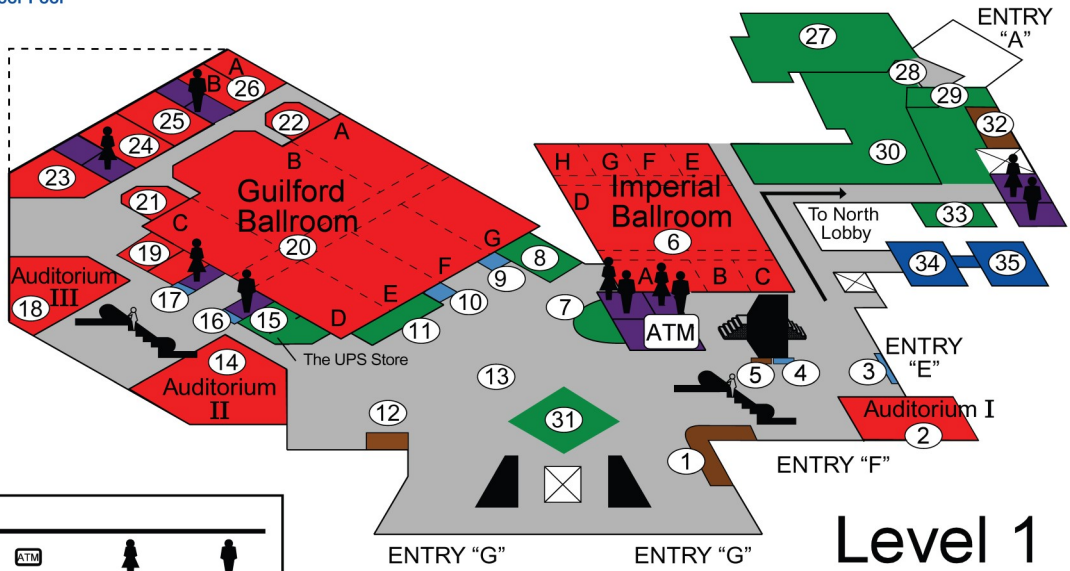 ENTRY
"A"
27
28
29
32
30
A
B
26
25
22
A
24
23
B
Guilford
Ballroom
20
21
C
19
G
8
9
F
10
E
11
D
17
16
15
The UPS Store
Auditorium
III
18
14
Auditorium
II
H G F E
Imperial
Ballroom
D
6
A B C
7
ATM
To North
Lobby
33
34
35
5
4
3
ENTRY
"E"
Auditorium I
2
13
12
31
1
ENTRY "F"
ENTRY "G"
ENTRY "G"
Level 1
ATM